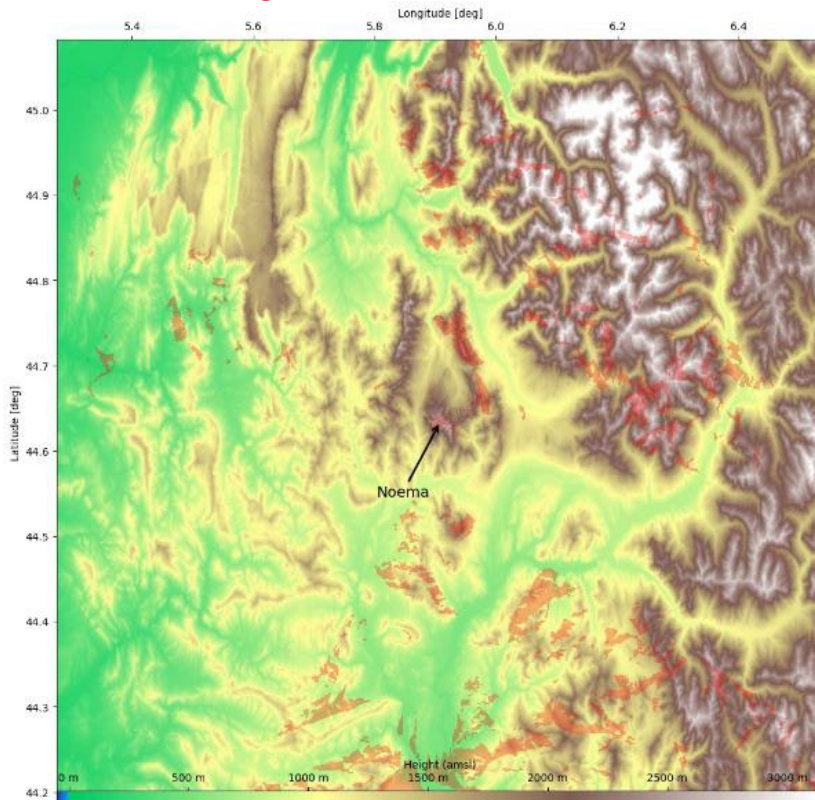 Longitude [deg]
5.4 5.6 5.8 6.0 6.2 6.4
45.0
44.9
44.8
44.7
Latitude [deg]
44.6
Noema
44.5
44.4
44.3
Height (amsl)
0 m 500 m 1000 m 1500 m 2000 m 2500 m 3000 m
44.2